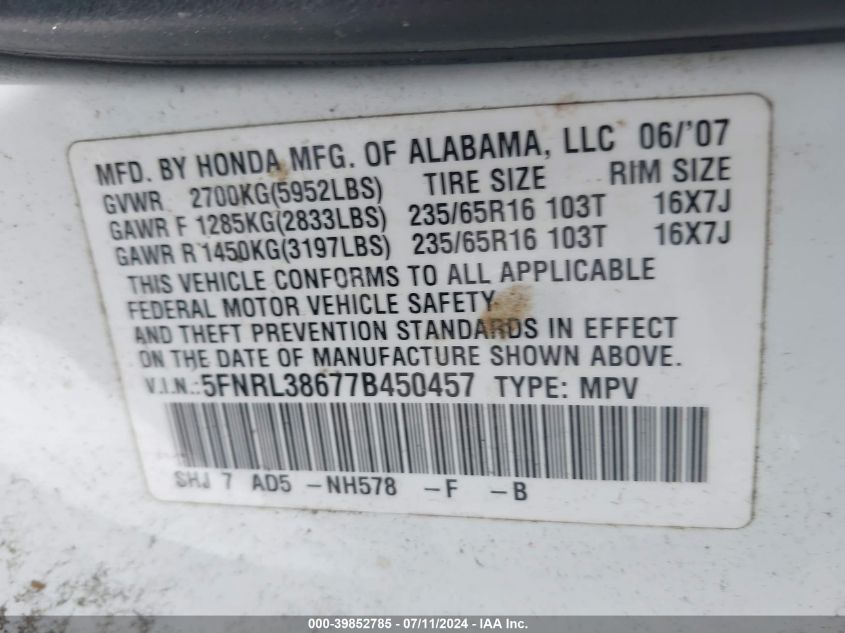 MFD. BY HONDA MFG. OF ALABAMA, LLC 06/'07
GVWR 2700KG(5952LBS) TIRE SIZE RIM SIZE
GAWR F 1285KG(2833LBS) 235/65R16 103T 16X7J
GAWR R 1450KG(3197LBS) 235/65R16 103T 16X7J
THIS VEHICLE CONFORMS TO ALL APPLICABLE
FEDERAL MOTOR VEHICLE SAFETY
AND THEFT PREVENTION STANDARDS IN EFFECT
ON THE DATE OF MANUFACTURE SHOWN ABOVE.
V.I.N.:5FNRL38677B450457 TYPE: MPV
SHJ 7 AD5 -NH578 -F -B
000-39852785 - 07/11/2024 - IAA Inc.